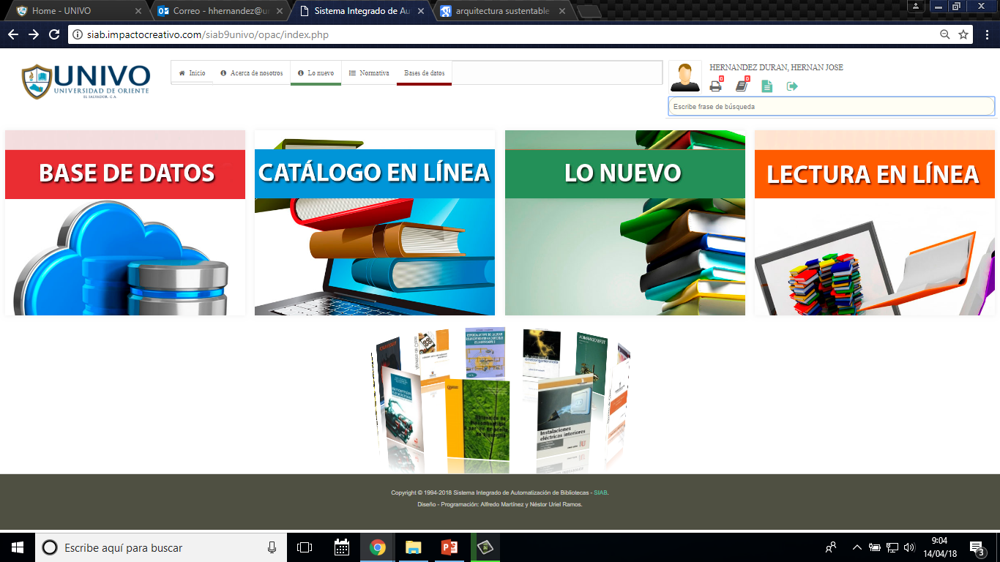 Home - UNIVO
Correo - hhernandez@u
Sistema Integrado de Au
arquitectura sustentable
siab.impactocreativo.com/siab9univo/opac/index.php
UNIVO
UNIVERSIDAD DE ORIENTE
EL SALVADOR, C.A.
Inicio
Acerca de nosotros
Lo nuevo
Normativa
Bases de datos
HERNANDEZ DURAN, HERNAN JOSE
0
0
Escribe frase de búsqueda
BASE DE DATOS
CATÁLOGO EN LÍNEA
LO NUEVO
LECTURA EN LÍNEA
Instalaciones
eléctricas interiores
Copyright © 1994-2018 Sistema Integrado de Automatización de Bibliotecas - SIAB.
Diseño - Programación: Alfredo Martínez y Néstor Uriel Ramos.
Escribe aquí para buscar
9:04
14/04/18
3